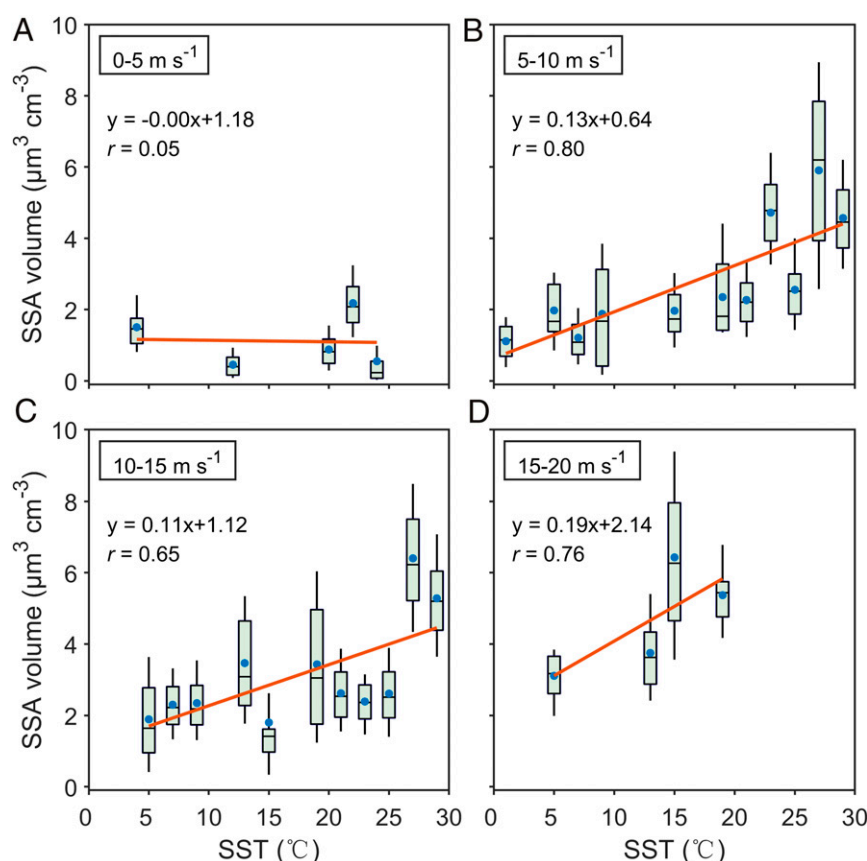 A
B
10
8
6
4
2
0
SSA volume (μm³ cm⁻³)
0-5 m s⁻¹
y = -0.00x+1.18
r = 0.05
5-10 m s⁻¹
y = 0.13x+0.64
r = 0.80
C
D
10
8
6
4
2
0
SSA volume (μm³ cm⁻³)
10-15 m s⁻¹
y = 0.11x+1.12
r = 0.65
15-20 m s⁻¹
y = 0.19x+2.14
r = 0.76
0 5 10 15 20 25 30
SST (℃)
0 5 10 15 20 25 30
SST (℃)